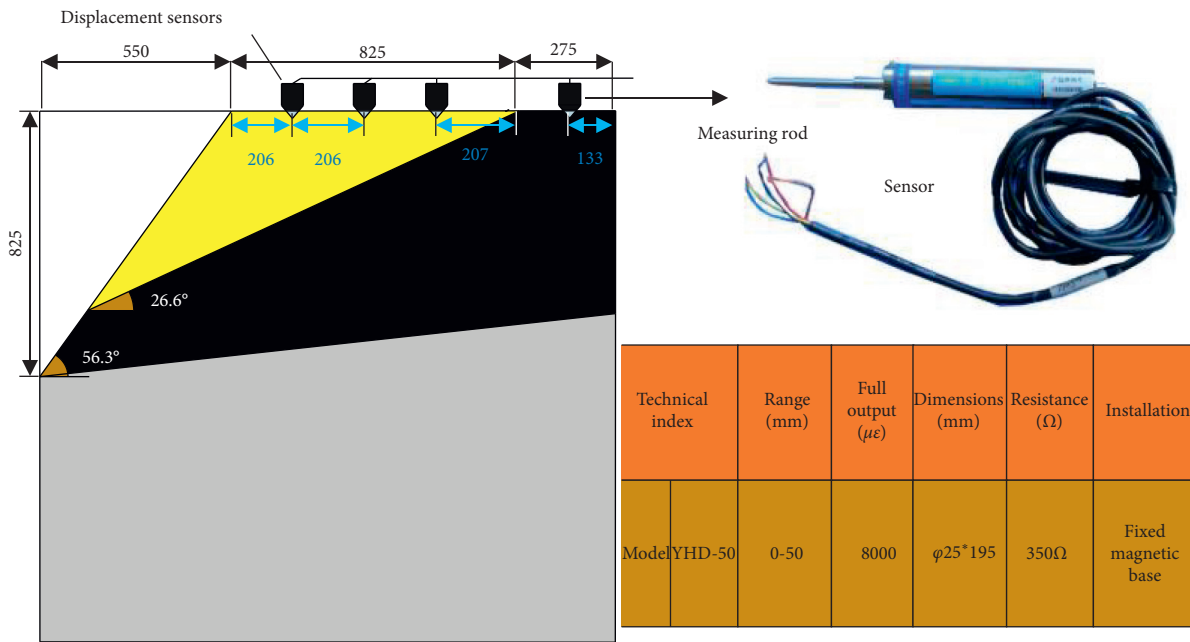 Displacement sensors
550
825
275
206
206
207
133
825
26.6°
56.3°
Measuring rod
Sensor
Technical
index
Range
(mm)
Full
output
(με)
Dimensions
(mm)
Resistance
(Ω)
Installation
Model
YHD-50
0-50
8000
φ25*195
350Ω
Fixed
magnetic
base